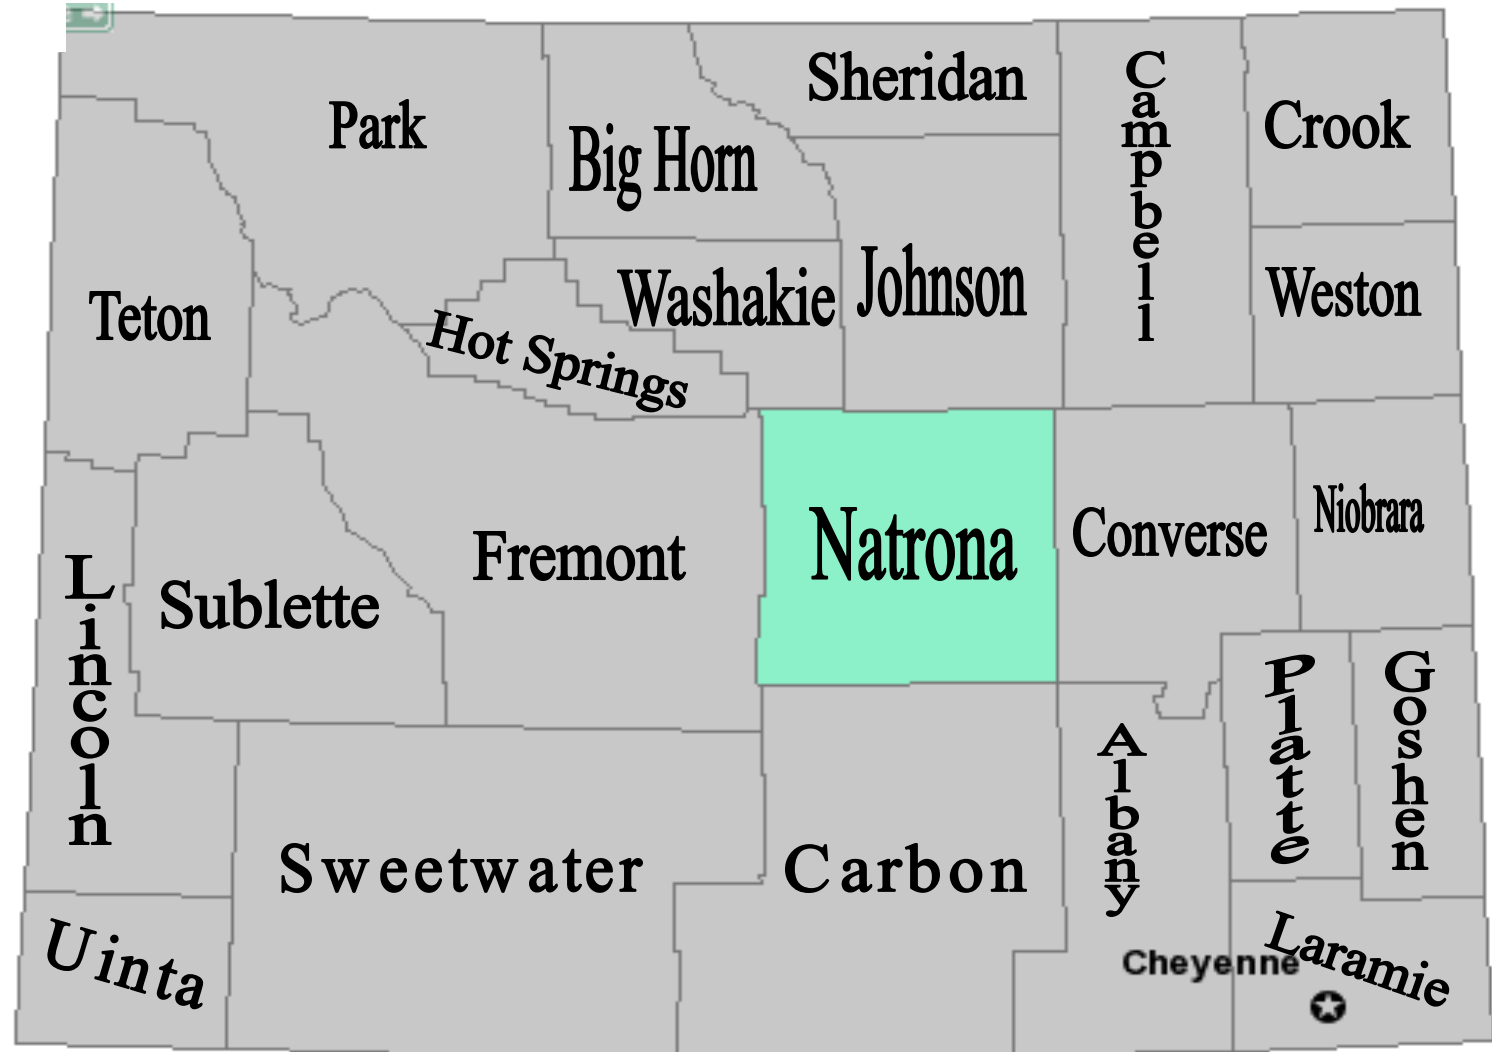 Sheridan
Campbell
Park
Crook
Big Horn
Teton
Washakie
Johnson
Weston
Hot Springs
Natrona
Niobrara
Converse
Fremont
Lincoln
Sublette
Platte
Goshen
Albany
Sweetwater
Carbon
Uinta
Cheyenne
Laramie